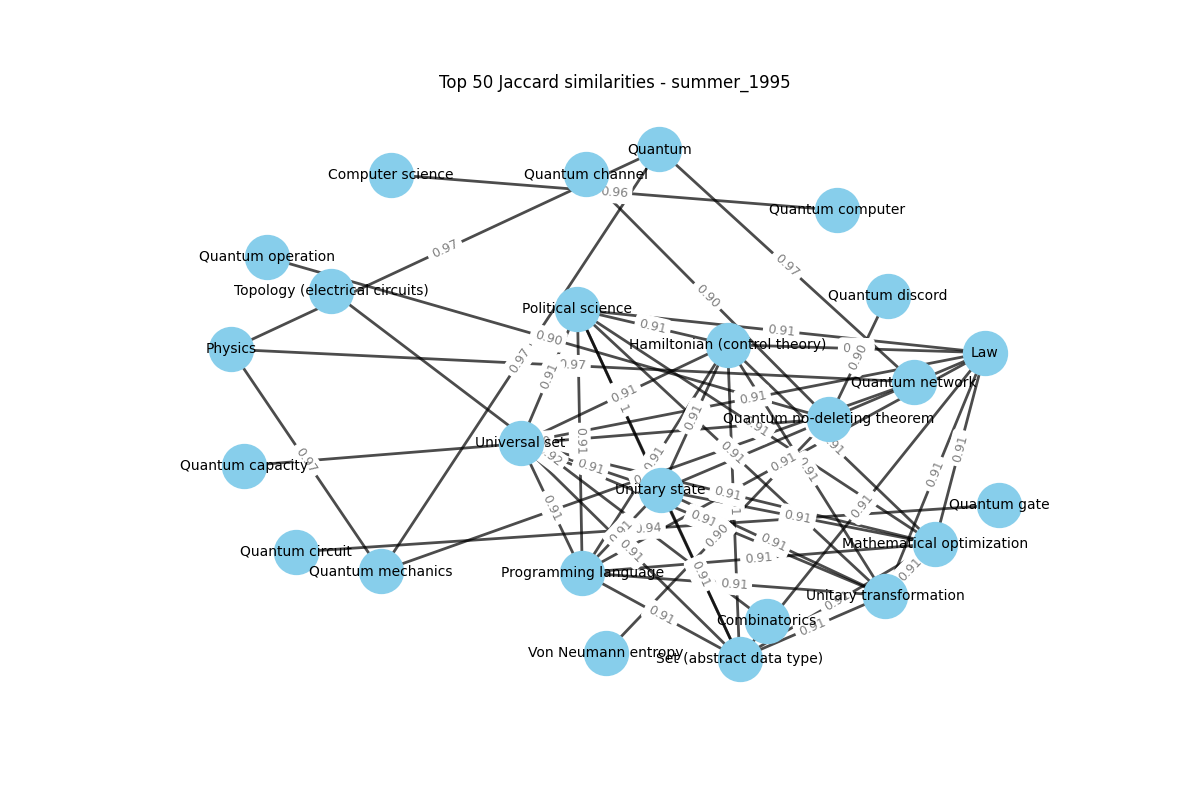 Top 50 Jaccard similarities - summer_1995
Quantum
Computer science
Quantum channel
0.96
Quantum computer
0.97
Quantum operation
0.97
Topology (electrical circuits)
0.90
Quantum discord
Political science
0.91
0.91
0.90
Hamiltonian (control theory)
Physics
Law
0.97
0.97
0.90
0.91
Quantum network
0.91
0.91
Quantum no-deleting theorem
0.91
Universal set
0.91
0.91
0.91
0.91
Quantum capacity
0.97
0.91
0.91
0.91
0.91
0.91
0.91
Unitary state
0.91
0.91
Quantum gate
0.91
0.91
0.91
0.91
Quantum circuit
0.94
0.91
0.90
0.91
Mathematical optimization
0.91
0.91
Quantum mechanics
Programming language
0.91
0.91
0.91
Unitary transformation
0.91
Combinatorics
0.91
Von Neumann entropy
Set (abstract data type)